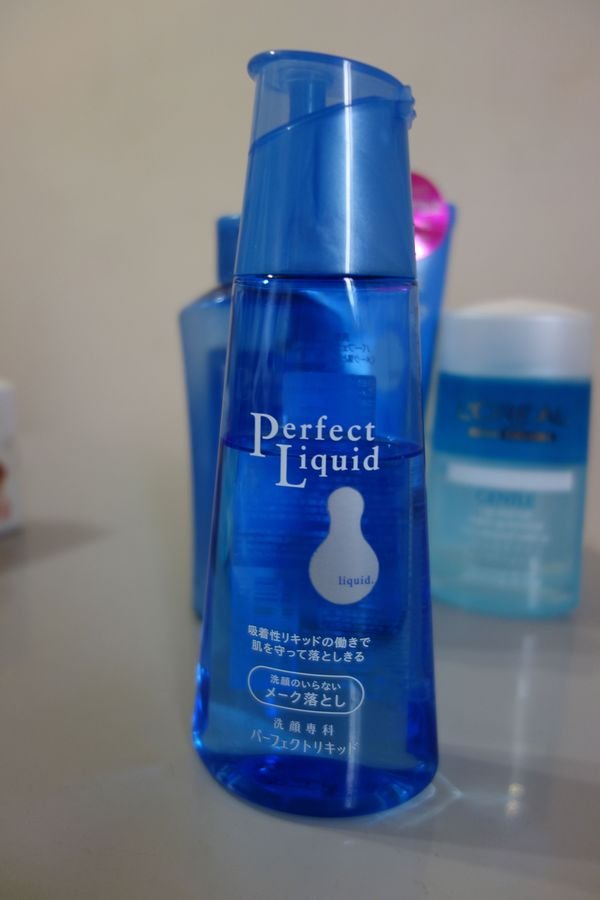 Perfect
Liquid
liquid.
吸着性リキッドの働きで
肌を守って落としきる
洗顔のいらない
メーク落とし
洗顔専科
パーフェクトリキッド
L'OREAL
GENTLE